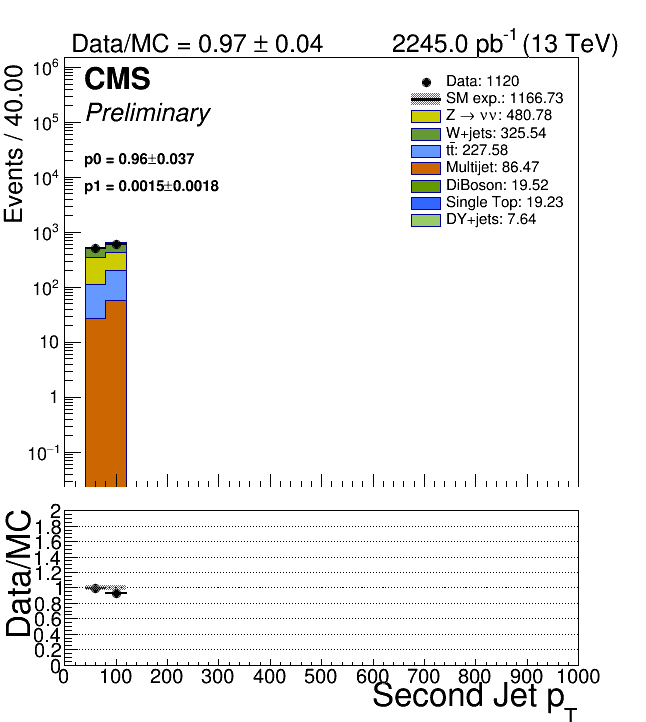 Data/MC = 0.97 ± 0.04
2245.0 pb⁻¹ (13 TeV)
Events / 40.00
10⁶
10⁵
10⁴
10³
10²
10
1
10⁻¹
CMS
Preliminary
p0 = 0.96±0.037
p1 = 0.0015±0.0018
Data: 1120
SM exp.: 1166.73
Z → νν: 480.78
W+jets: 325.54
tt̄: 227.58
Multijet: 86.47
DiBoson: 19.52
Single Top: 19.23
DY+jets: 7.64
Data/MC
2
1.8
1.6
1.4
1.2
1
0.8
0.6
0.4
0.2
0
0 100 200 300 400 500 600 700 800 900 1000
Second Jet p_T